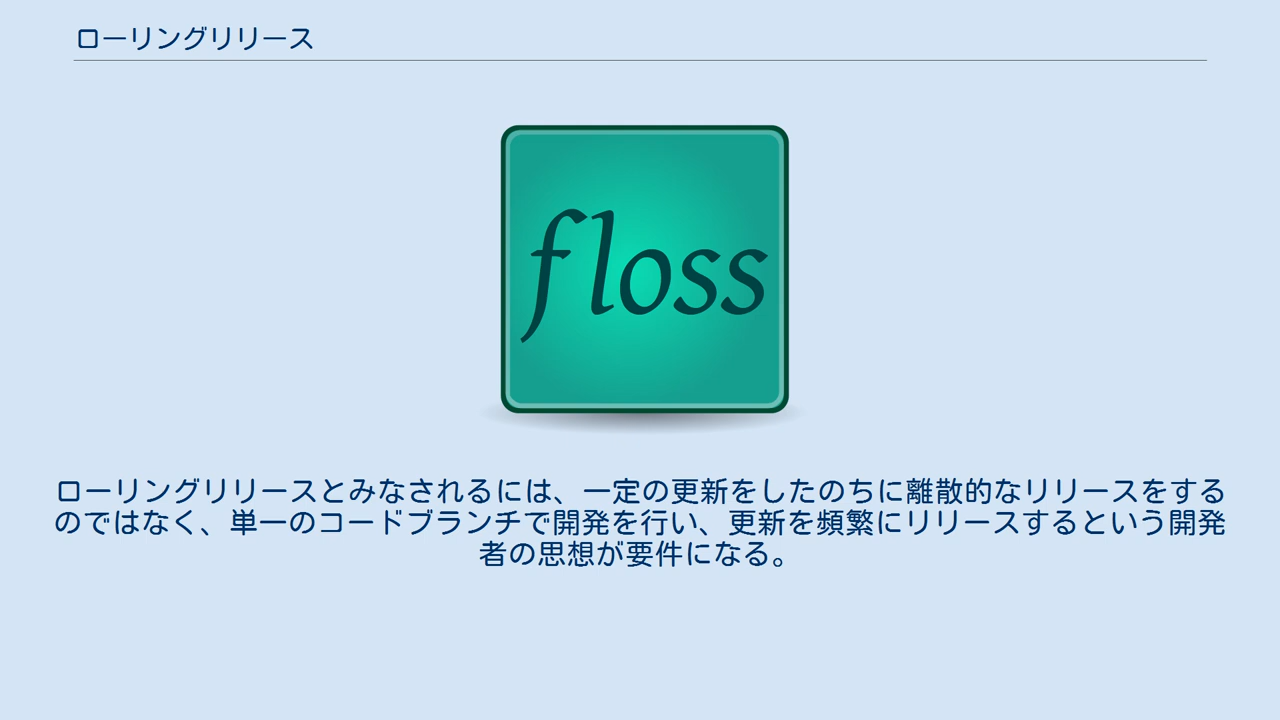 ローリングリリース
floss
ローリングリリースとみなされるには、一定の更新をしたのちに離散的なリリースをする
のではなく、単一のコードブランチで開発を行い、更新を頻繁にリリースするという開発
者の思想が要件になる。